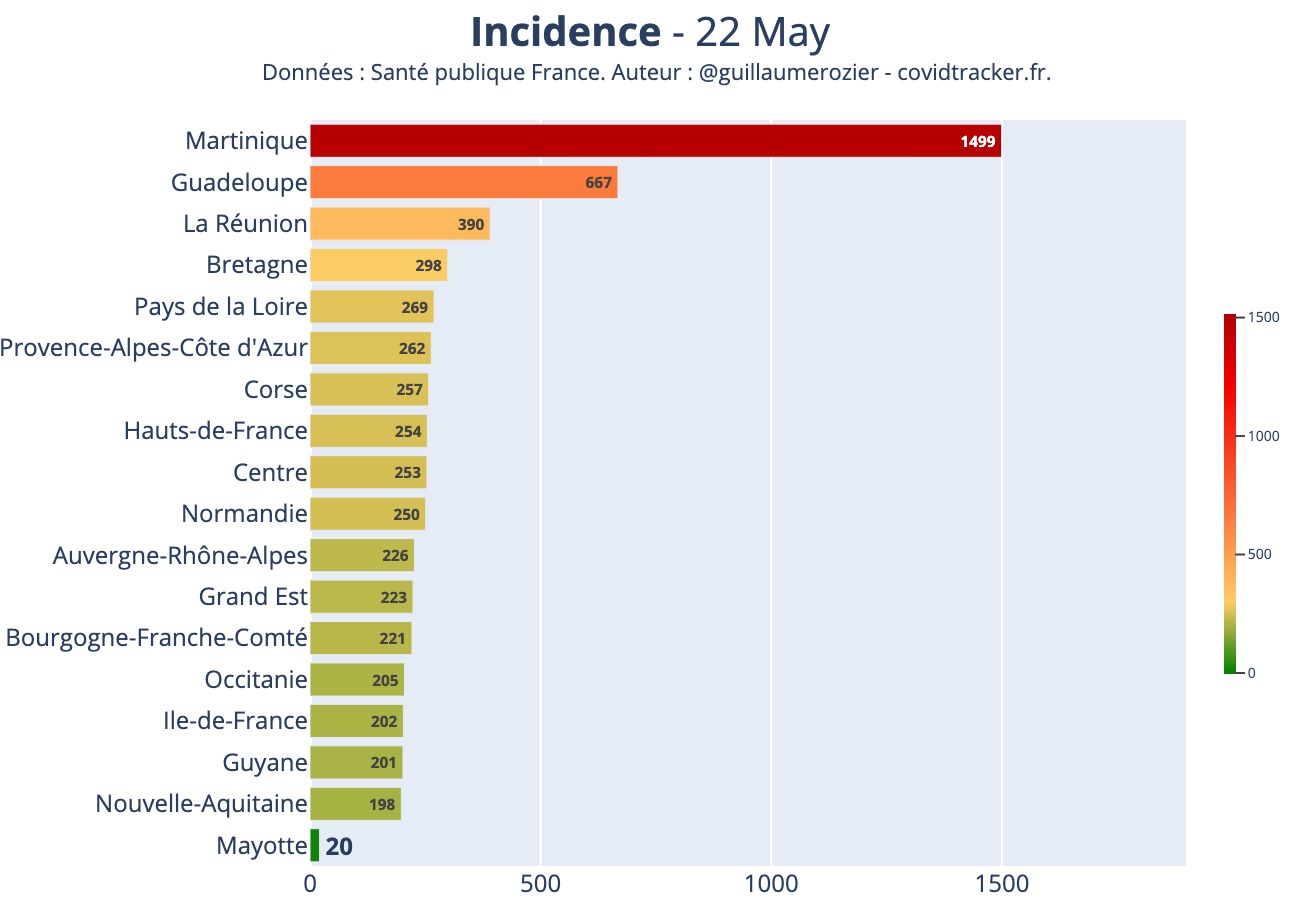 Incidence - 22 May
Données : Santé publique France. Auteur : @guillaumerozier - covidtracker.fr.
Martinique 1499
Guadeloupe 667
La Réunion 390
Bretagne 298
Pays de la Loire 269
Provence-Alpes-Côte d'Azur 262
Corse 257
Hauts-de-France 254
Centre 253
Normandie 250
Auvergne-Rhône-Alpes 226
Grand Est 223
Bourgogne-Franche-Comté 221
Occitanie 205
Ile-de-France 202
Guyane 201
Nouvelle-Aquitaine 198
Mayotte 20
0 500 1000 1500
1500
1000
500
0